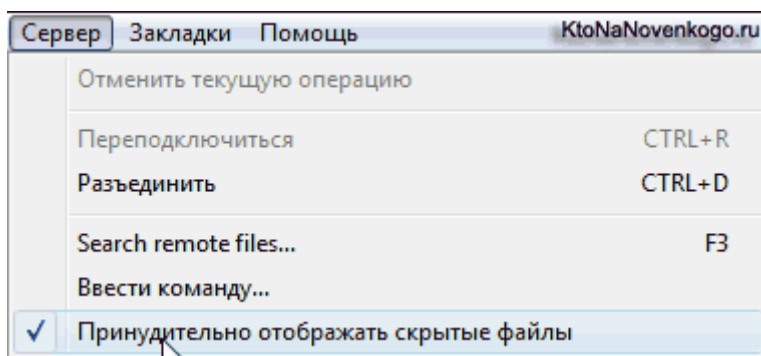 Сервер Закладки Помощь KtoNaNovenkogo.ru
Отменить текущую операцию
Переподключиться CTRL+R
Разъединить CTRL+D
Search remote files... F3
Ввести команду...
Принудительно отображать скрытые файлы